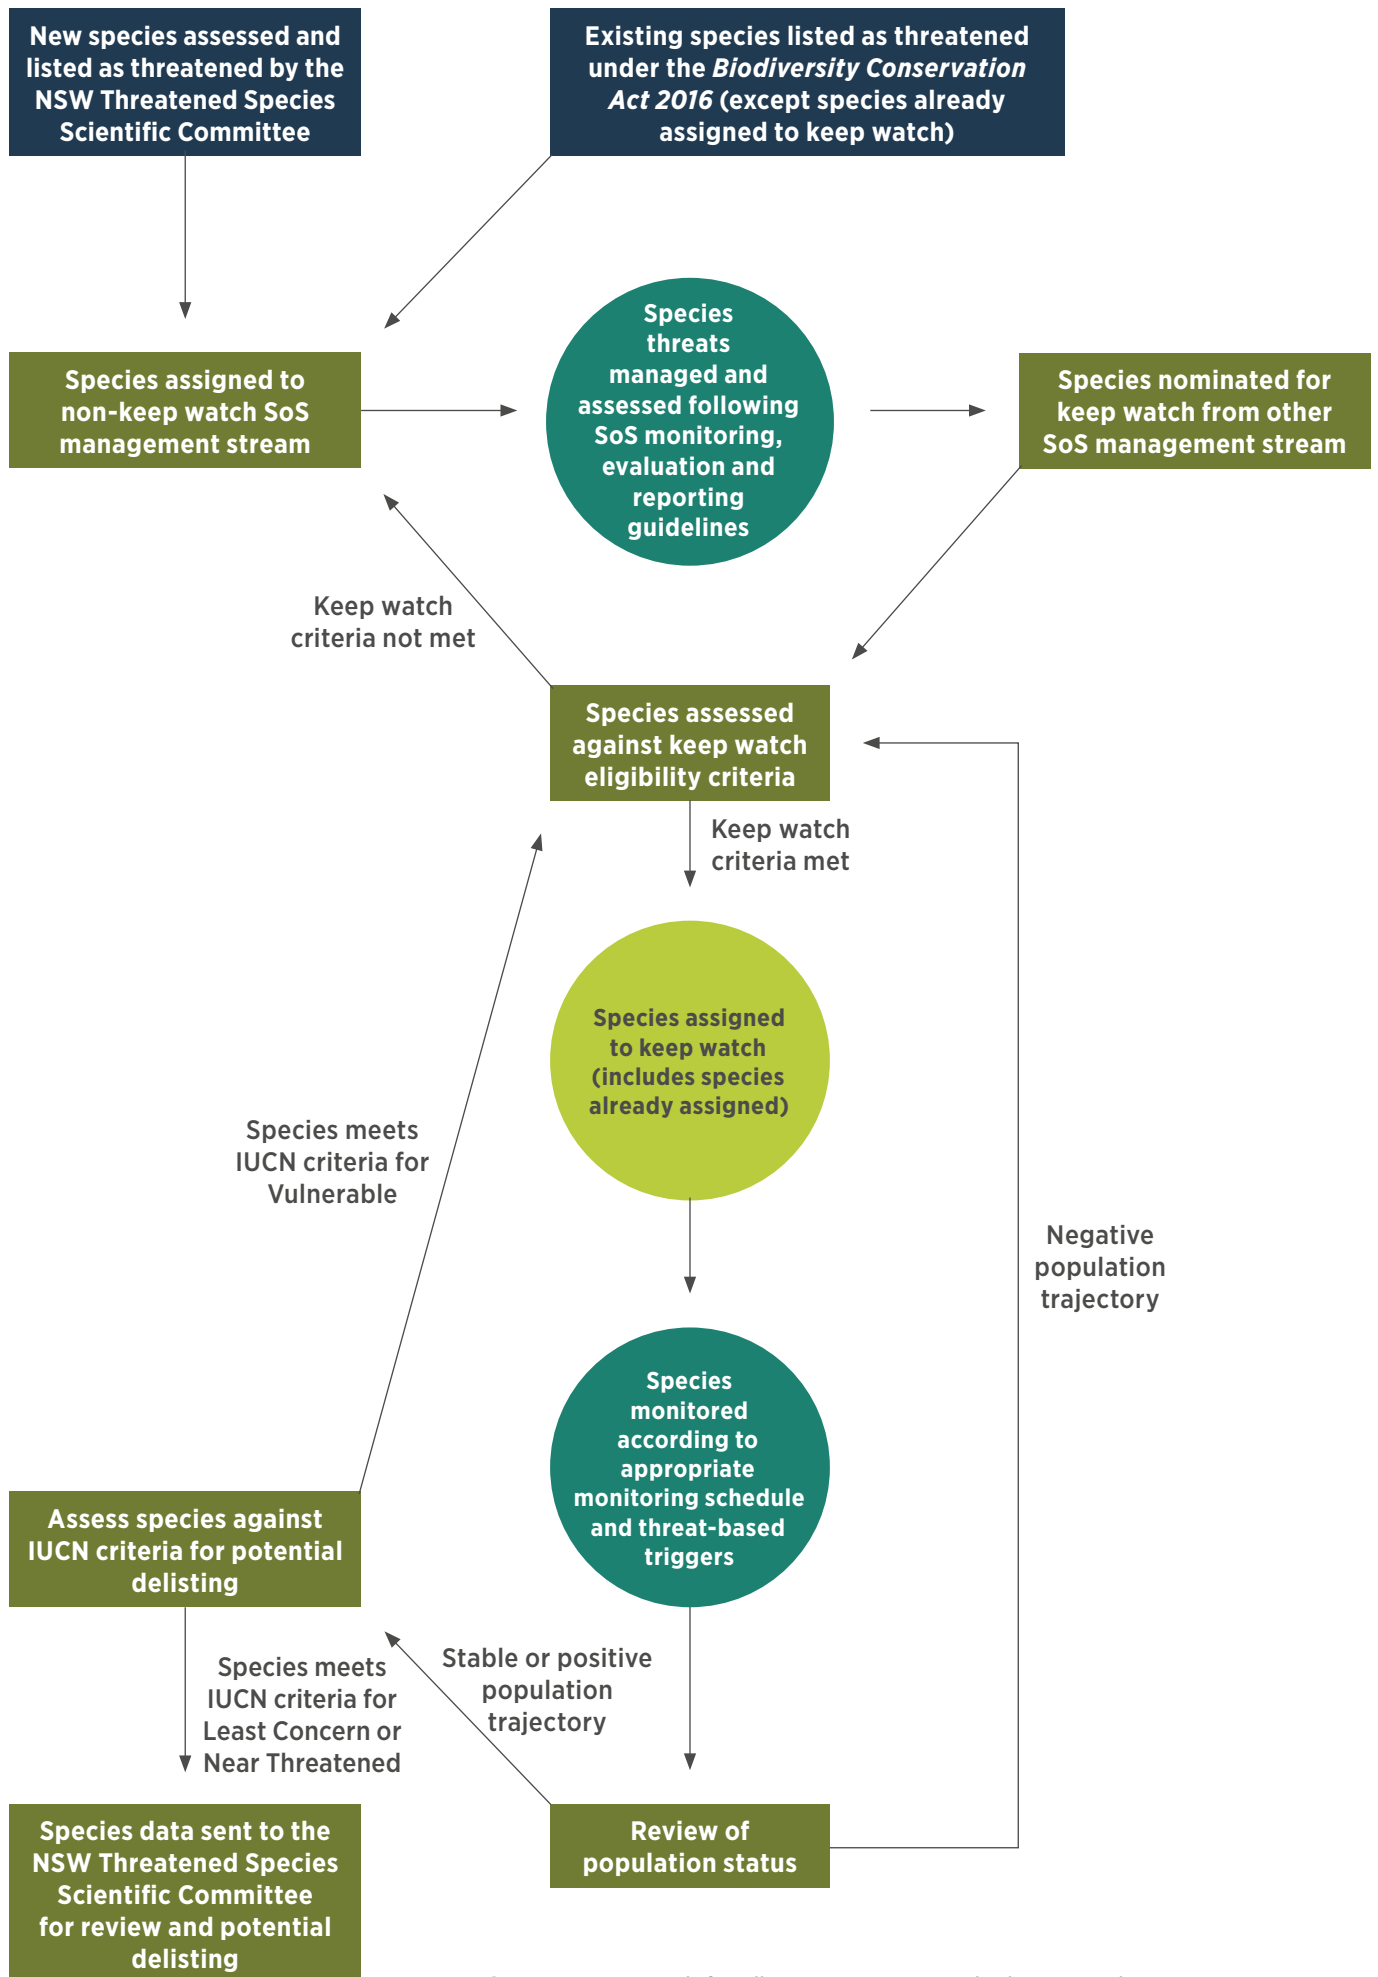 New species assessed and
listed as threatened by the
NSW Threatened Species
Scientific Committee
Existing species listed as threatened
under the Biodiversity Conservation
Act 2016 (except species already
assigned to keep watch)
Species assigned to
non-keep watch SoS
management stream
Species
threats
managed and
assessed following
SoS monitoring,
evaluation and
reporting
guidelines
Species nominated for
keep watch from other
SoS management stream
Keep watch
criteria not met
Species assessed
against keep watch
eligibility criteria
Keep watch
criteria met
Species assigned
to keep watch
(includes species
already assigned)
Species meets
IUCN criteria for
Vulnerable
Negative
population
trajectory
Species
monitored
according to
appropriate
monitoring schedule
and threat-based
triggers
Assess species against
IUCN criteria for potential
delisting
Species meets
IUCN criteria for
Least Concern or
Near Threatened
Stable or positive
population
trajectory
Species data sent to the
NSW Threatened Species
Scientific Committee
for review and potential
delisting
Review of
population status